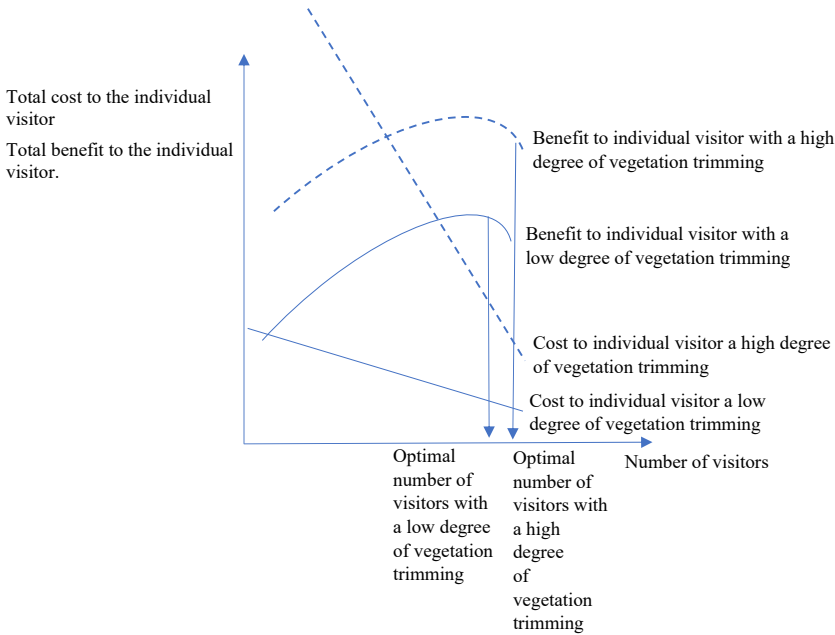 Total cost to the individual
visitor
Total benefit to the individual
visitor.
Benefit to individual visitor with a high
degree of vegetation trimming
Benefit to individual visitor with a
low degree of vegetation trimming
Cost to individual visitor a high degree
of vegetation trimming
Cost to individual visitor a low
degree of vegetation trimming
Optimal
number of
visitors with
a low degree
of vegetation
trimming
Optimal
number of
visitors with
a high
degree
of
vegetation
trimming
Number of visitors